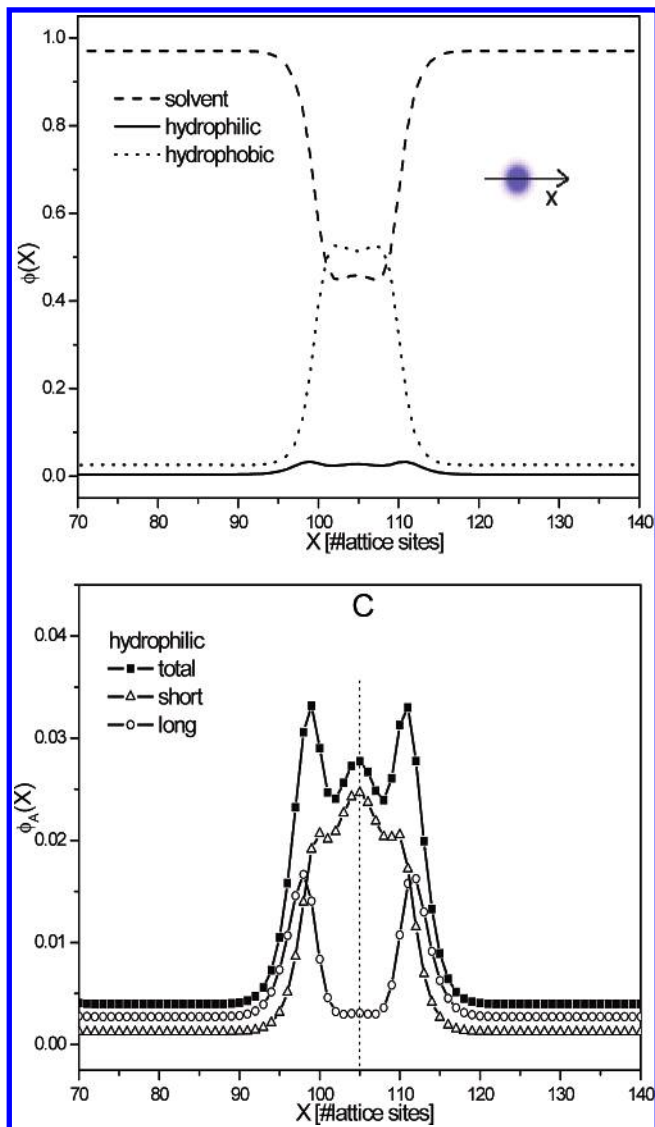 1.0
0.8
0.6
0.4
0.2
0.0
ϕ(X)
solvent
hydrophilic
hydrophobic
X
70 80 90 100 110 120 130 140
X [#lattice sites]
C
0.04
0.03
0.02
0.01
0.00
ϕA(X)
hydrophilic
total
short
long
70 80 90 100 110 120 130 140
X [#lattice sites]